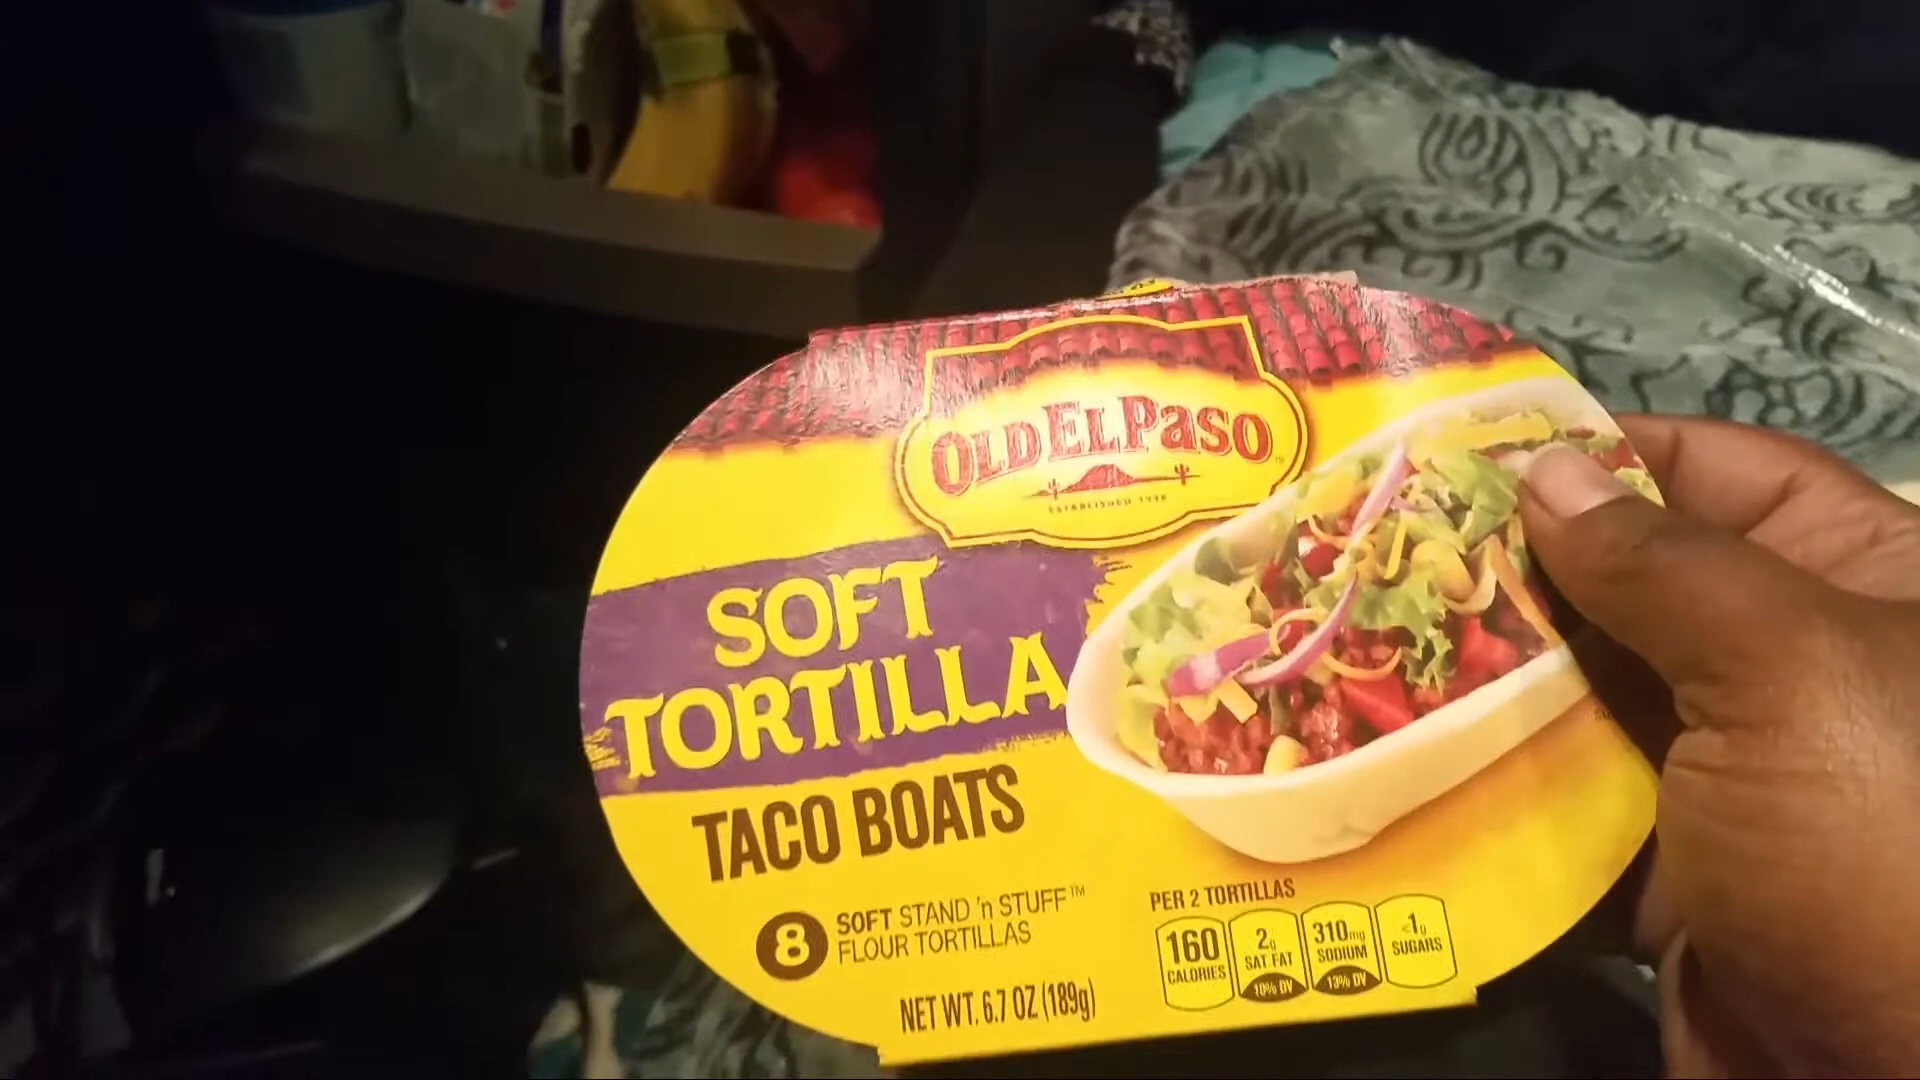 OLD EL PASO™
ESTABLISHED 1938
SOFT
TORTILLA
TACO BOATS
8 SOFT STAND 'n STUFF™
FLOUR TORTILLAS
NET WT. 6.7 OZ (189g)
PER 2 TORTILLAS
160 CALORIES
2g SAT FAT 10% DV
310mg SODIUM 13% DV
<1g SUGARS